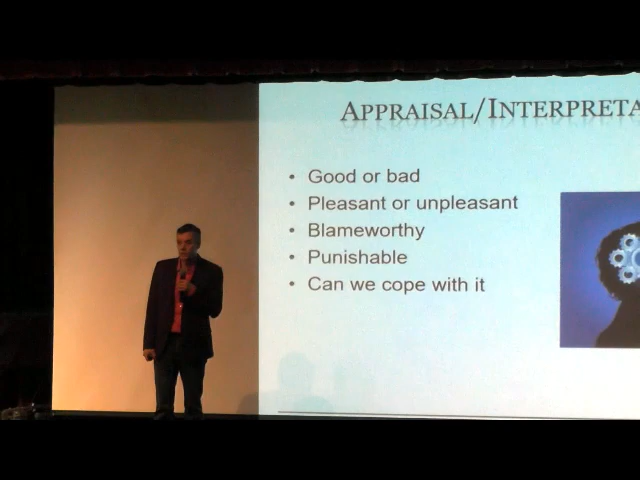 APPRAISAL/INTERPRETA
• Good or bad
• Pleasant or unpleasant
• Blameworthy
• Punishable
• Can we cope with it